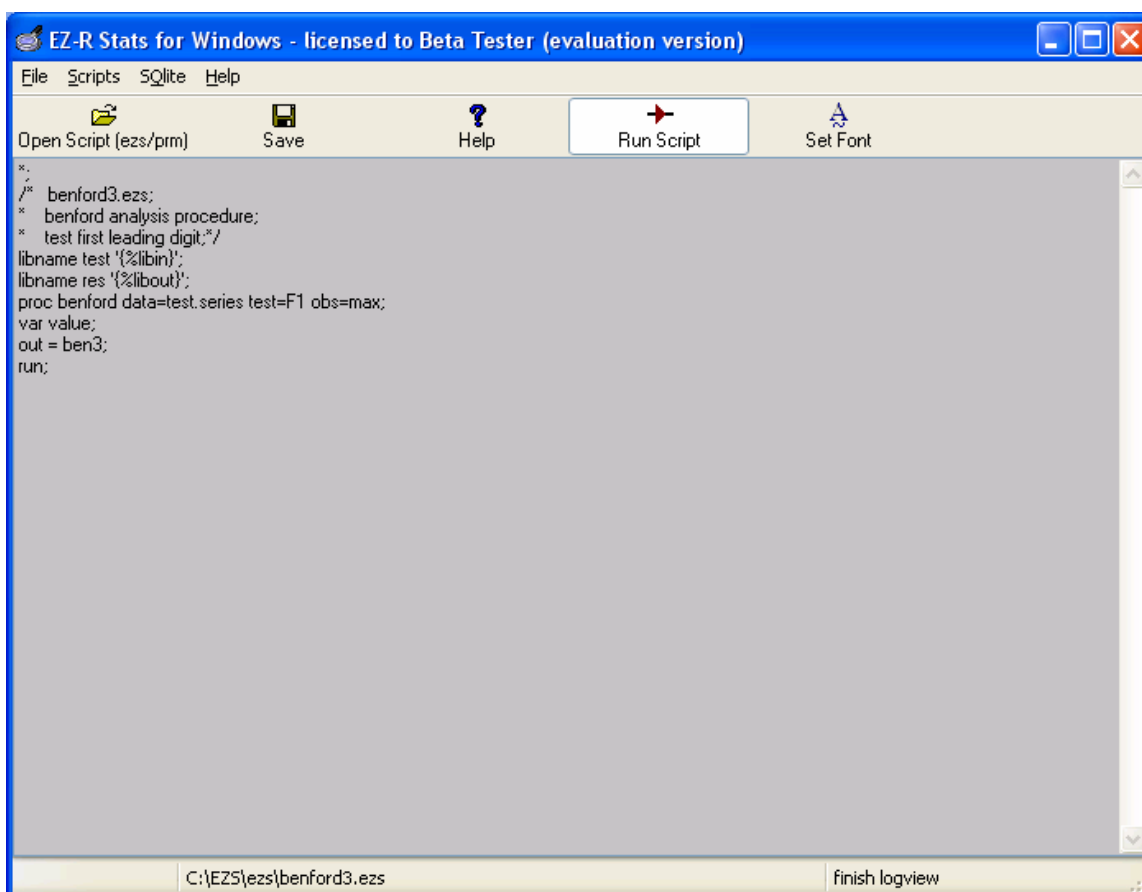 EZ-R Stats for Windows - licensed to Beta Tester (evaluation version)
File Scripts SQlite Help
Open Script (ezs/prm) Save Help Run Script Set Font
*;
/* benford3.ezs;
* benford analysis procedure;
* test first leading digit;*/
libname test '{%libin}';
libname res '{%libout}';
proc benford data=test.series test=F1 obs=max;
var value;
out = ben3;
run;
C:\EZS\ezs\benford3.ezs finish logview